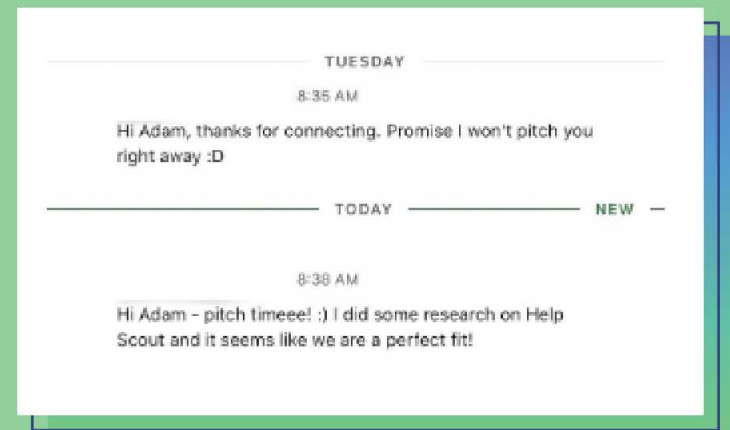 TUESDAY
8:35 AM
Hi Adam, thanks for connecting. Promise I won't pitch you
right away :D
TODAY
NEW
8:38 AM
Hi Adam – pitch timeee! :) I did some research on Help
Scout and it seems like we are a perfect fit!